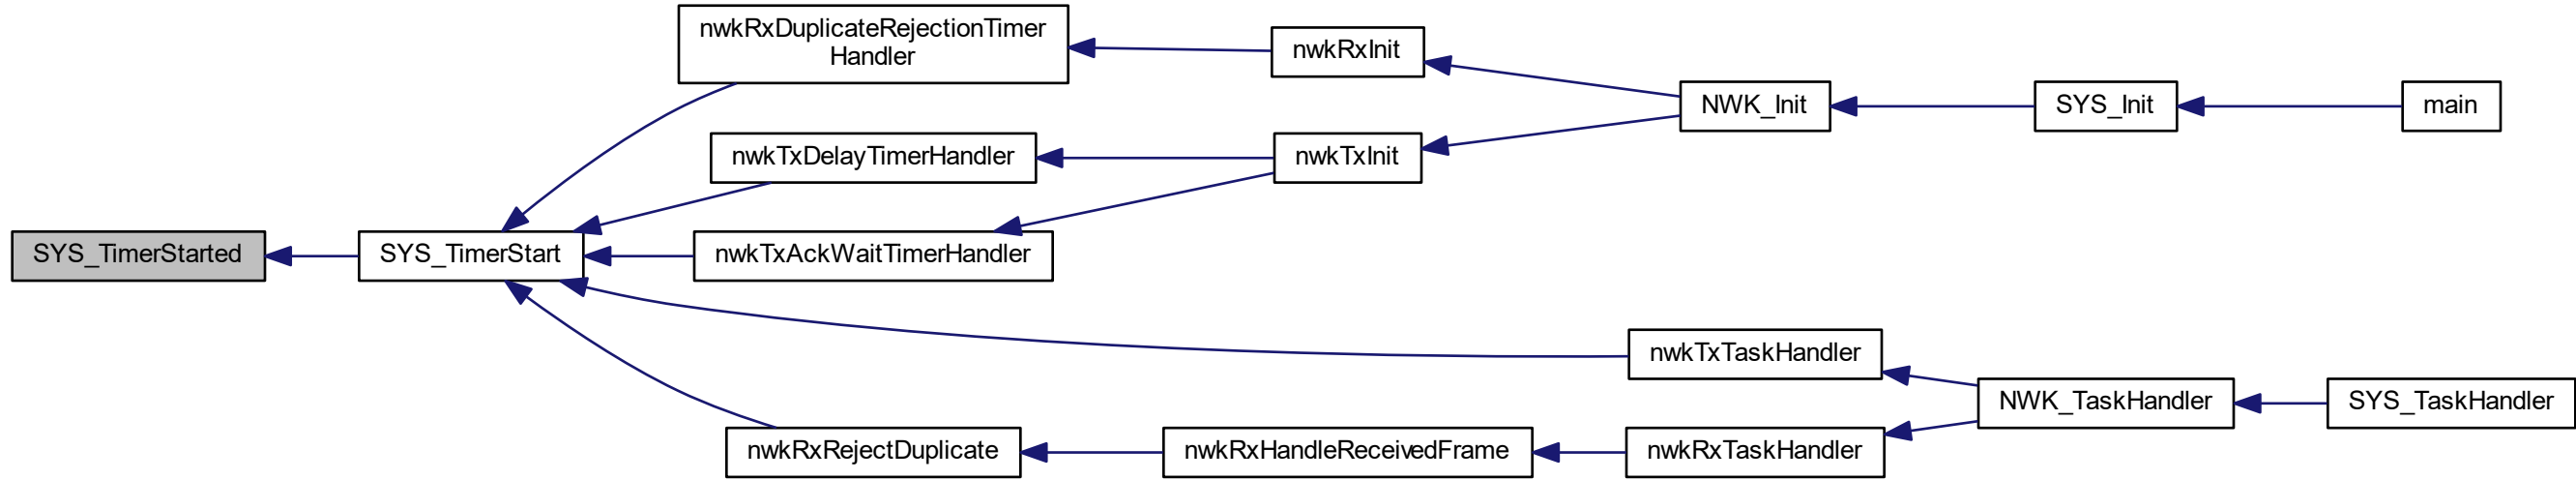 nwkRxDuplicateRejectionTimer
Handler
nwkRxInit
NWK_Init
SYS_Init
main
nwkTxDelayTimerHandler
nwkTxInit
SYS_TimerStarted
SYS_TimerStart
nwkTxAckWaitTimerHandler
nwkTxTaskHandler
NWK_TaskHandler
SYS_TaskHandler
nwkRxRejectDuplicate
nwkRxHandleReceivedFrame
nwkRxTaskHandler